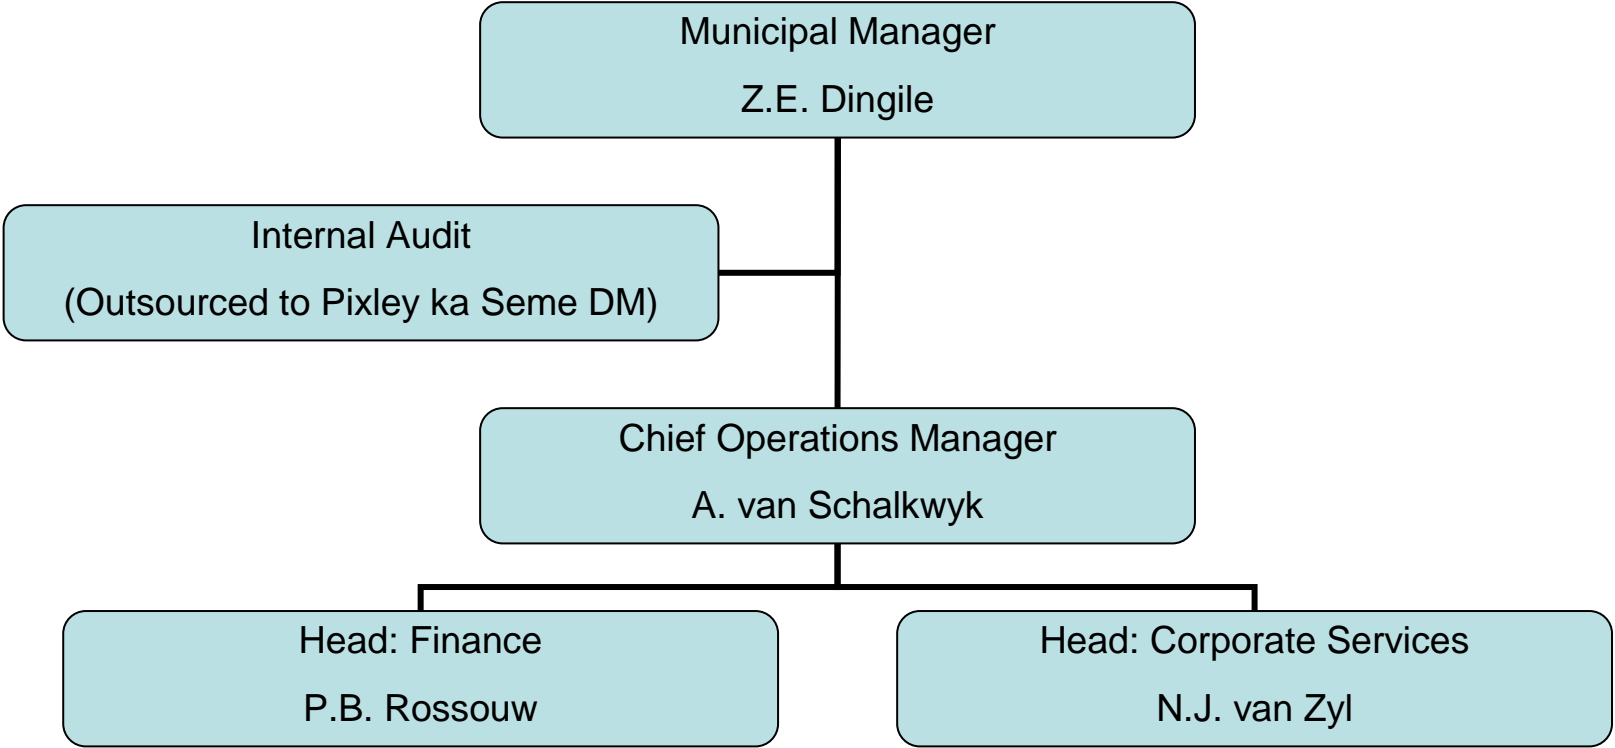 Municipal Manager
Z.E. Dingile
Internal Audit
(Outsourced to Pixley ka Seme DM)
Chief Operations Manager
A. van Schalkwyk
Head: Finance
P.B. Rossouw
Head: Corporate Services
N.J. van Zyl